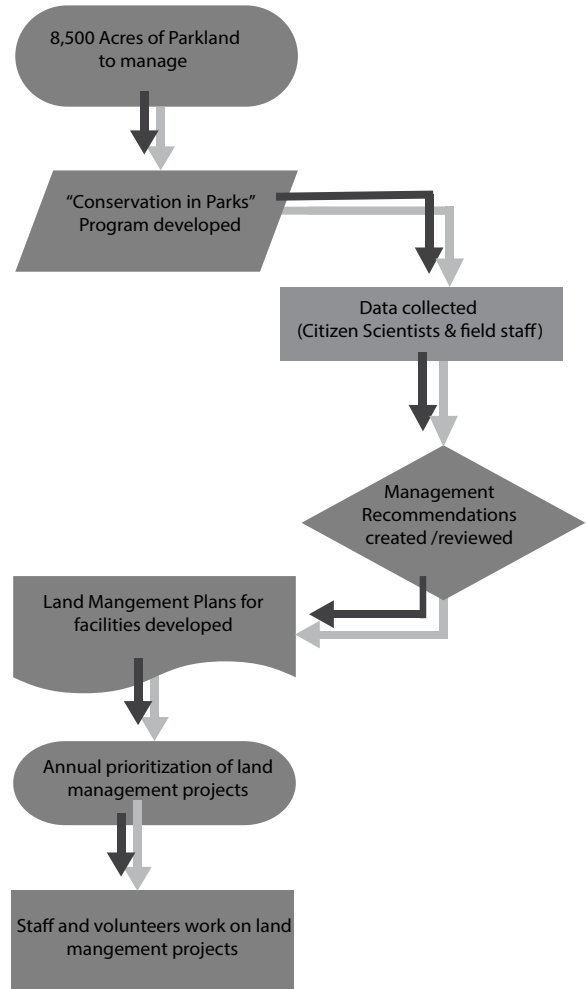 8,500 Acres of Parkland
to manage
“Conservation in Parks”
Program developed
Data collected
(Citizen Scientists & field staff)
Management
Recommendations
created /reviewed
Land Mangement Plans for
facilities developed
Annual prioritization of land
management projects
Staff and volunteers work on land
mangement projects